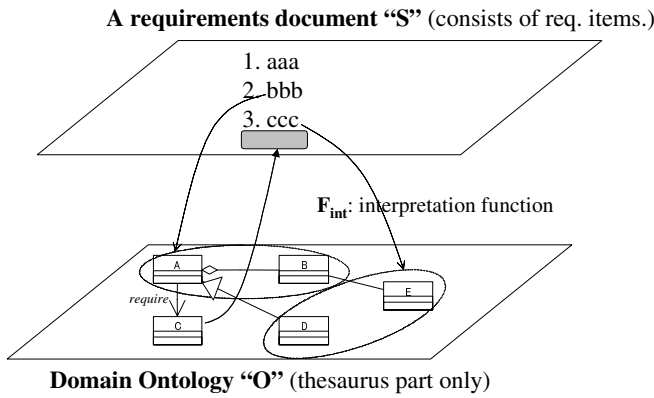 A requirements document “S” (consists of req. items.)
1. aaa
2. bbb
3. ccc
Fint: interpretation function
A
B
E
require
C
D
Domain Ontology “O” (thesaurus part only)